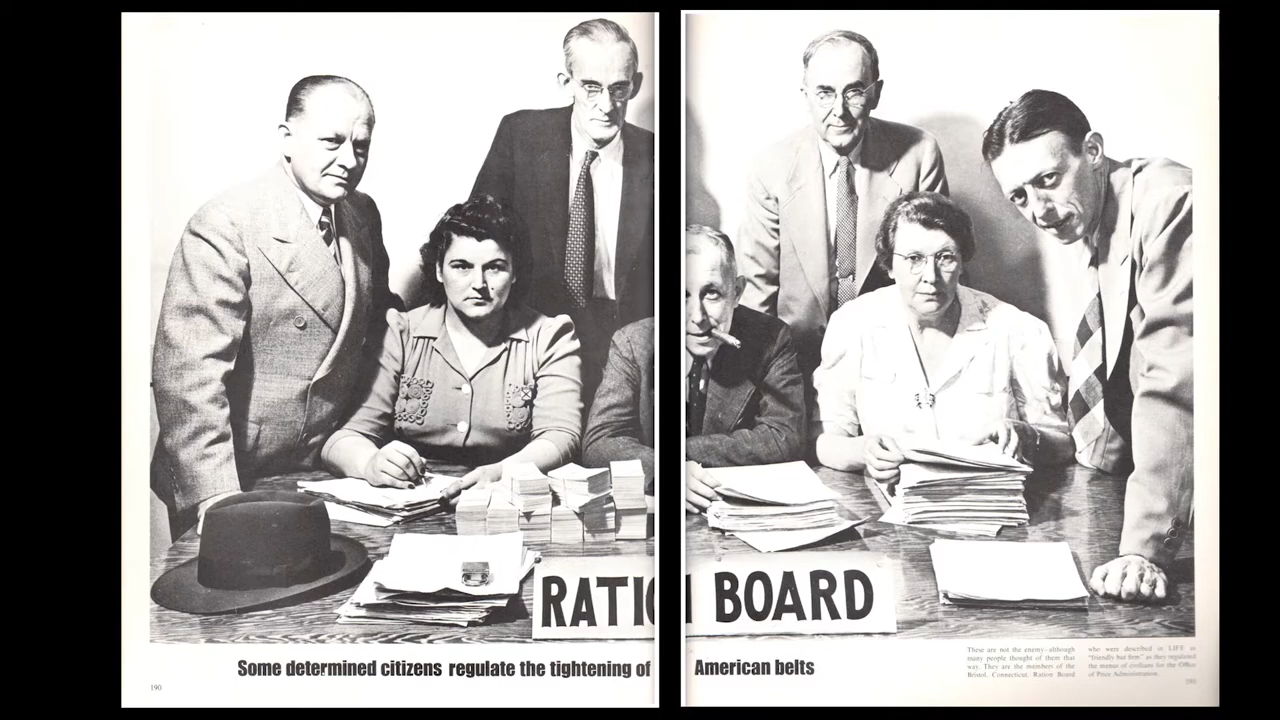 RATIO
N BOARD
Some determined citizens regulate the tightening of
American belts
These are not the enemy—although
many people thought of them that
way. They are the members of the
Bristol, Connecticut, Ration Board
who were described in LIFE as
"friendly but firm" as they regulated
the menus of civilians for the Office
of Price Administration.
190